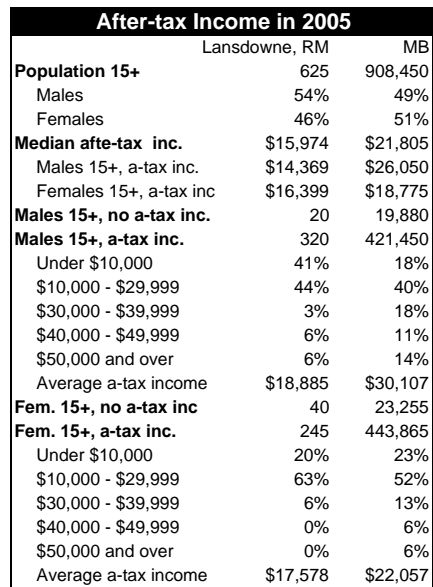 After-tax Income in 2005
Lansdowne, RM MB
Population 15+ 625 908,450
Males 54% 49%
Females 46% 51%
Median afte-tax inc. $15,974 $21,805
Males 15+, a-tax inc. $14,369 $26,050
Females 15+, a-tax inc $16,399 $18,775
Males 15+, no a-tax inc. 20 19,880
Males 15+, a-tax inc. 320 421,450
Under $10,000 41% 18%
$10,000 - $29,999 44% 40%
$30,000 - $39,999 3% 18%
$40,000 - $49,999 6% 11%
$50,000 and over 6% 14%
Average a-tax income $18,885 $30,107
Fem. 15+, no a-tax inc 40 23,255
Fem. 15+, a-tax inc. 245 443,865
Under $10,000 20% 23%
$10,000 - $29,999 63% 52%
$30,000 - $39,999 6% 13%
$40,000 - $49,999 0% 6%
$50,000 and over 0% 6%
Average a-tax income $17,578 $22,057